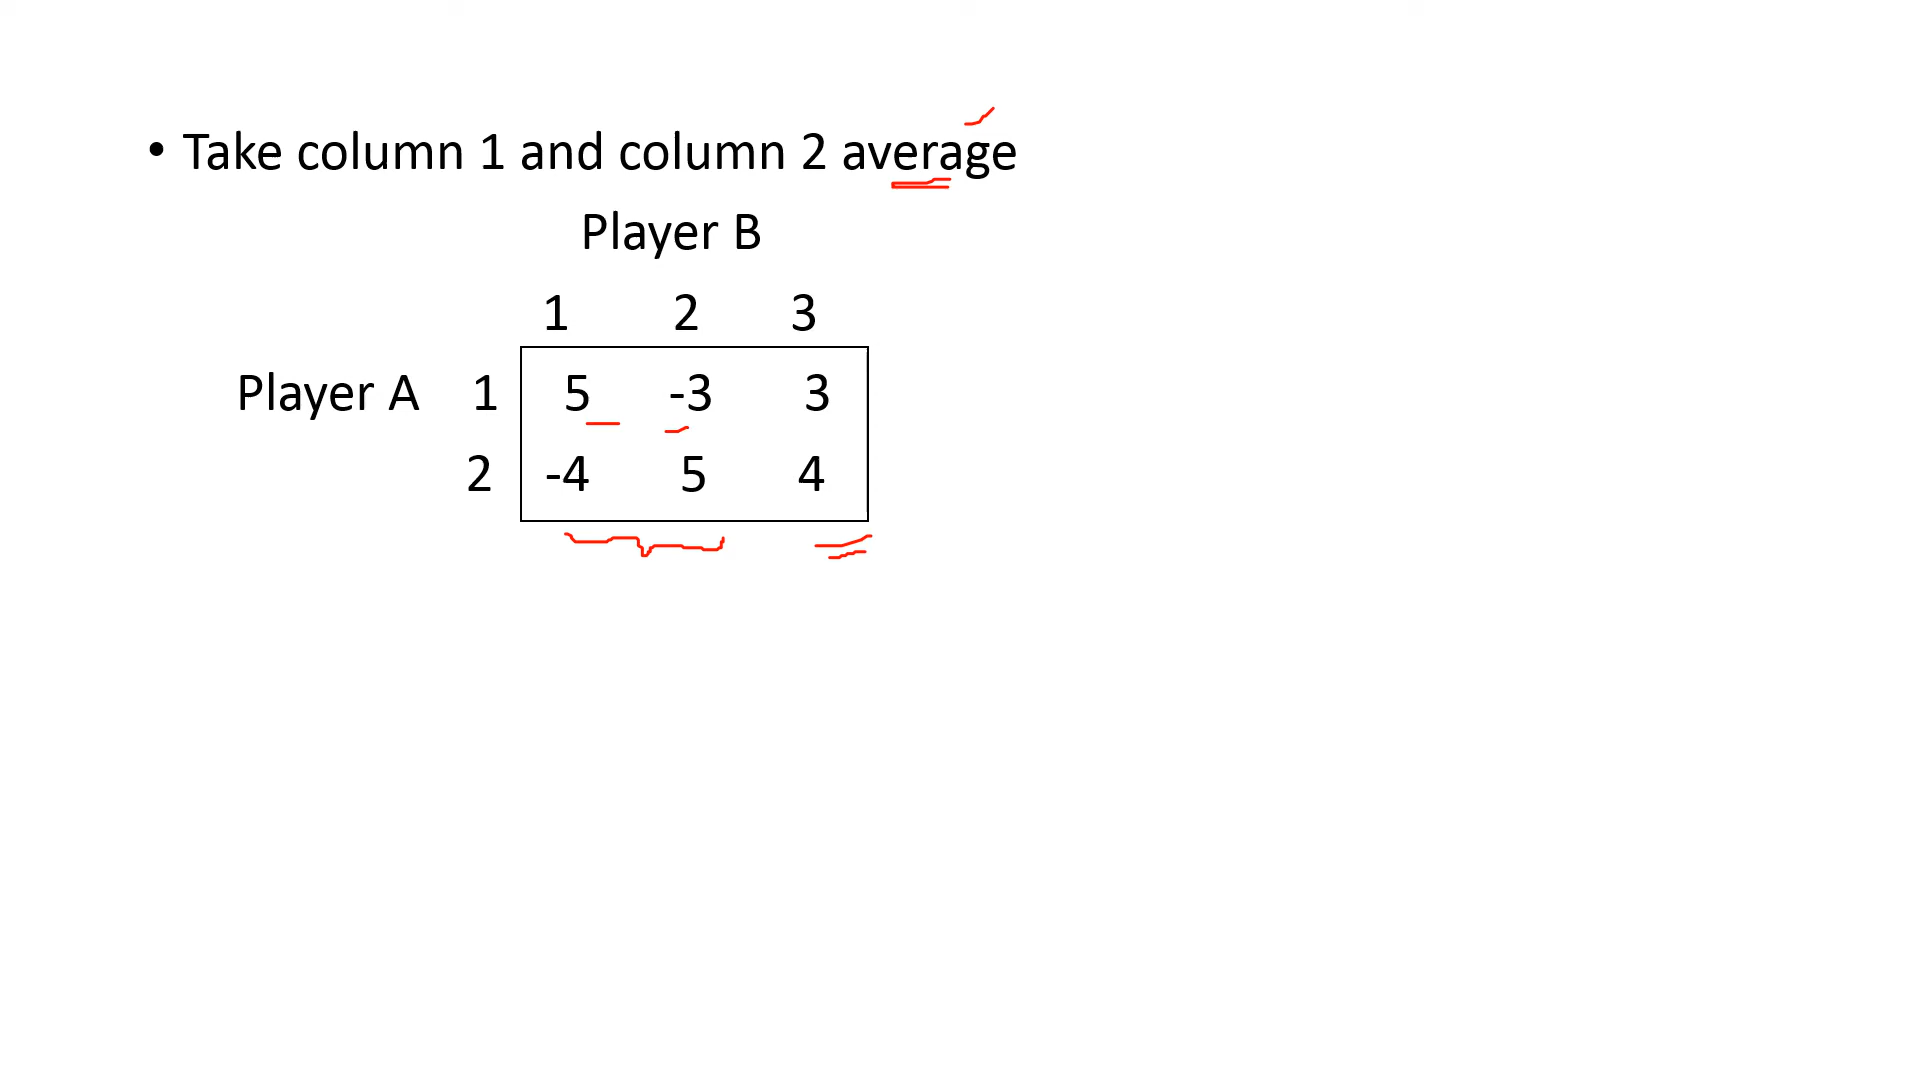 • Take column 1 and column 2 average
Player B
1 2 3
Player A 1 5 -3 3
2 -4 5 4